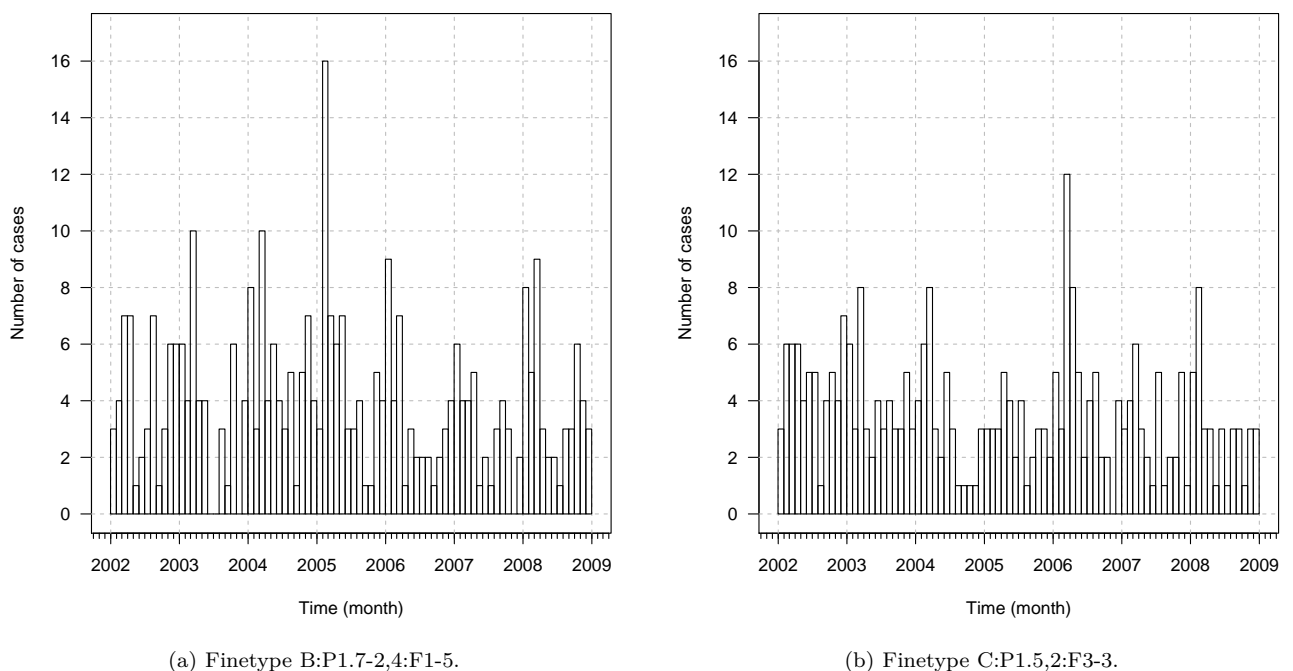 16
14
12
10
8
6
4
2
0
Number of cases
2002 2003 2004 2005 2006 2007 2008 2009
Time (month)
(a) Finetype B:P1.7-2,4:F1-5.
16
14
12
10
8
6
4
2
0
Number of cases
2002 2003 2004 2005 2006 2007 2008 2009
Time (month)
(b) Finetype C:P1.5,2:F3-3.